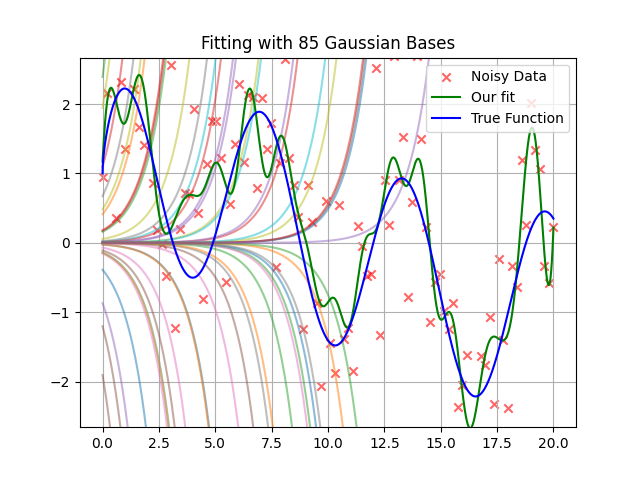 Fitting with 85 Gaussian Bases
Noisy Data
Our fit
True Function
2
1
0
−1
−2
0.0 2.5 5.0 7.5 10.0 12.5 15.0 17.5 20.0